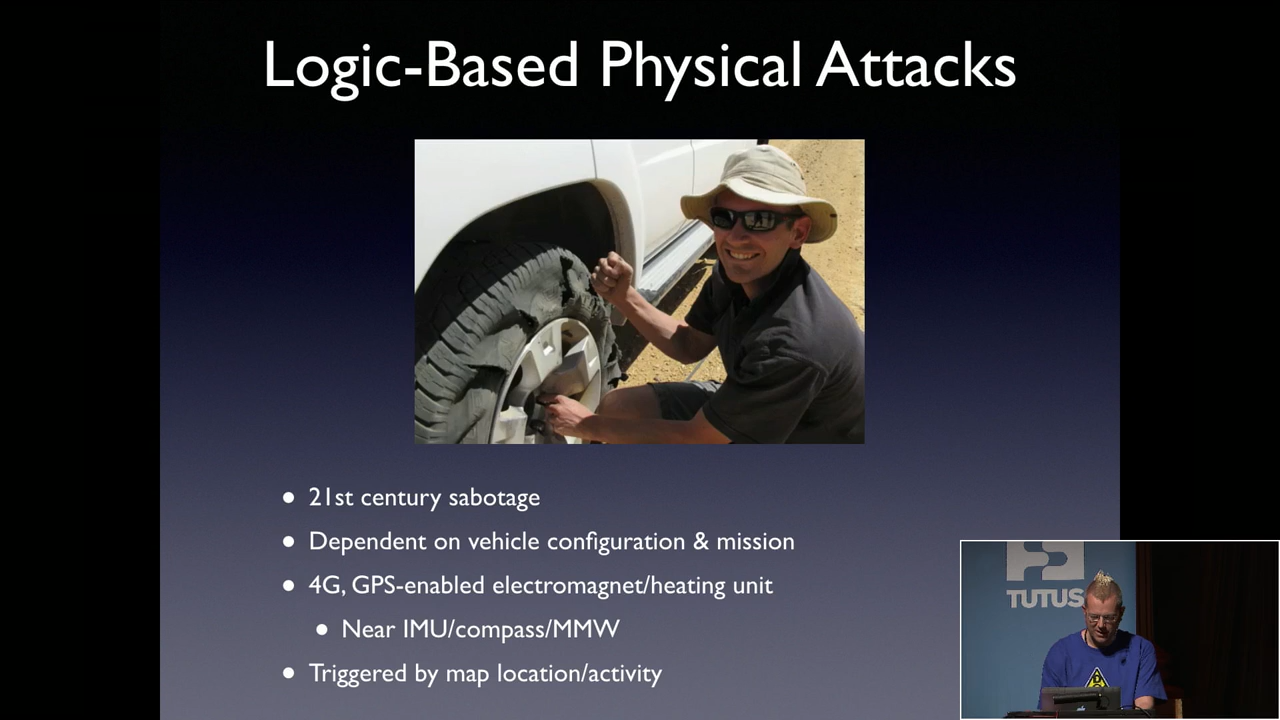 Logic-Based Physical Attacks
• 21st century sabotage
• Dependent on vehicle configuration & mission
• 4G, GPS-enabled electromagnet/heating unit
• Near IMU/compass/MMW
• Triggered by map location/activity
TUTUS